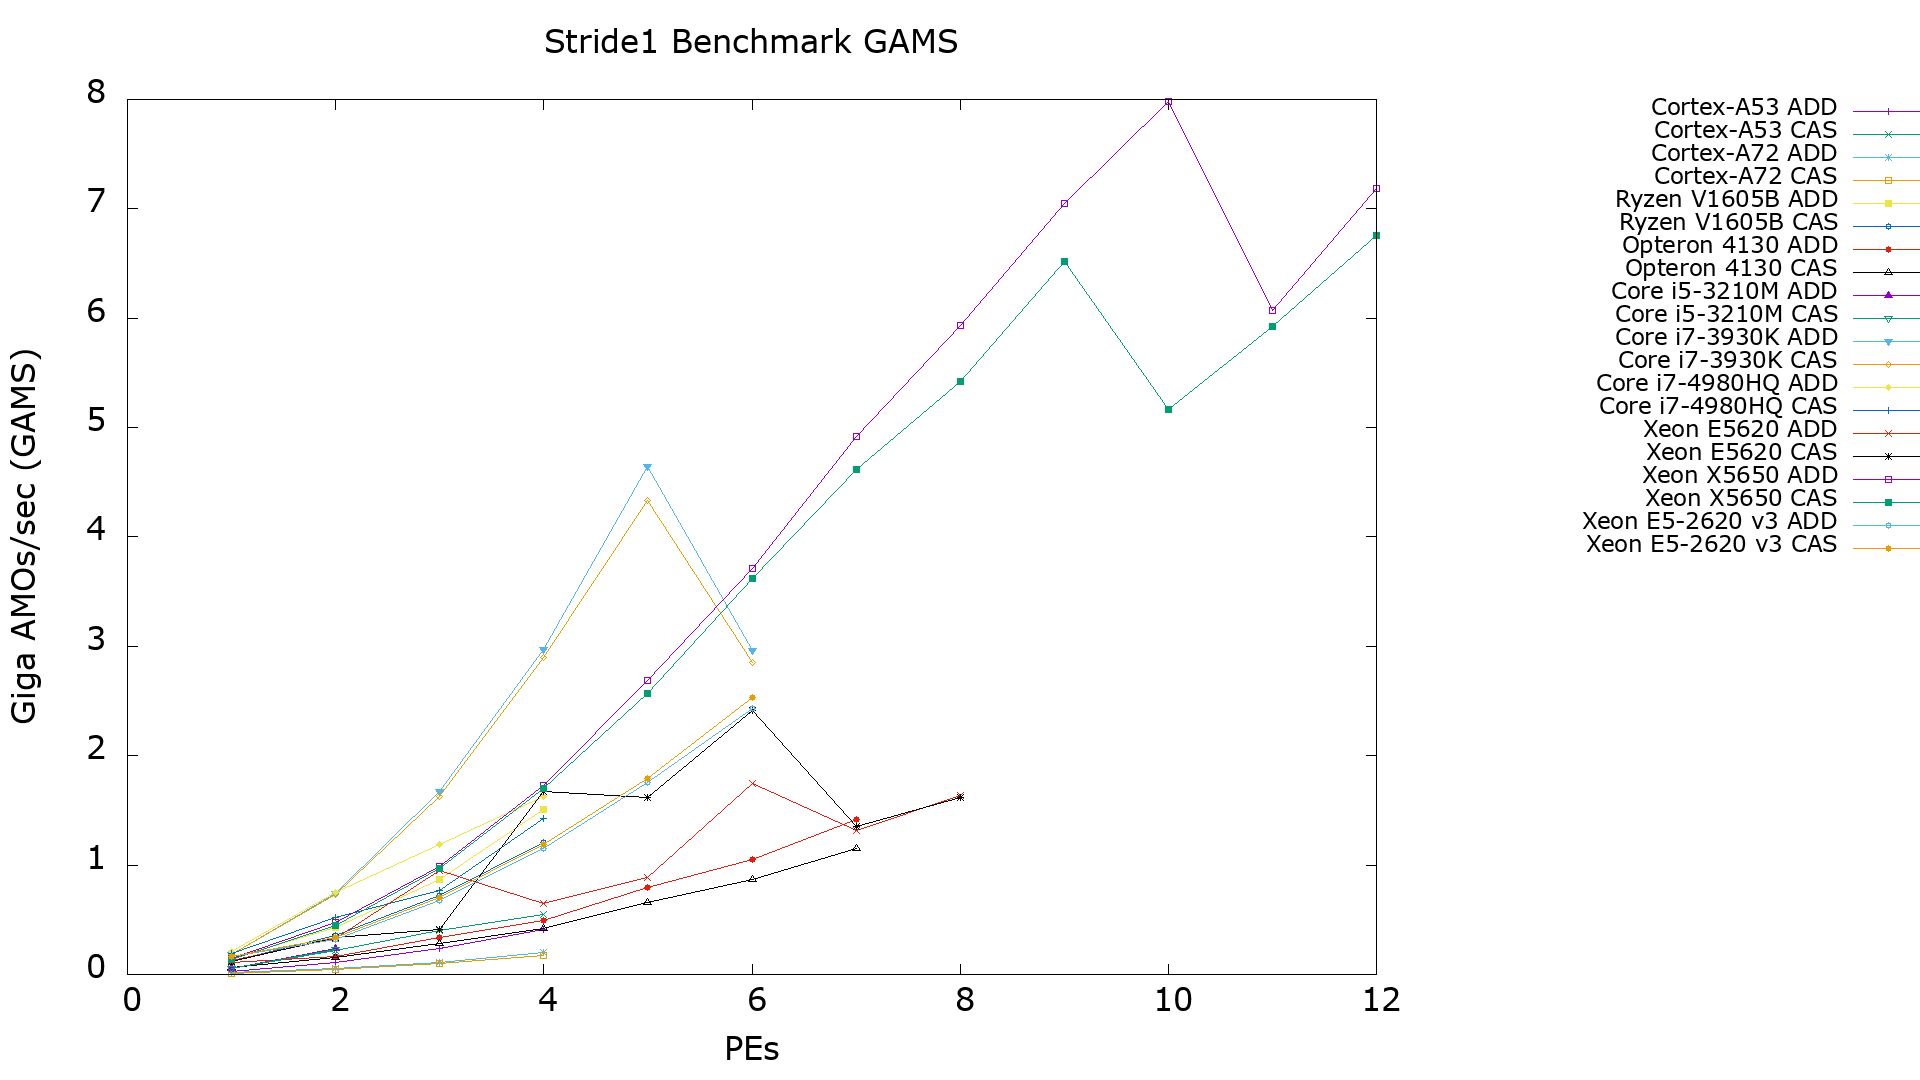 Stride1 Benchmark GAMS
Giga AMOs/sec (GAMS)
8
7
6
5
4
3
2
1
0
0 2 4 6 8 10 12
PEs
Cortex-A53 ADD
Cortex-A53 CAS
Cortex-A72 ADD
Cortex-A72 CAS
Ryzen V1605B ADD
Ryzen V1605B CAS
Opteron 4130 ADD
Opteron 4130 CAS
Core i5-3210M ADD
Core i5-3210M CAS
Core i7-3930K ADD
Core i7-3930K CAS
Core i7-4980HQ ADD
Core i7-4980HQ CAS
Xeon E5620 ADD
Xeon E5620 CAS
Xeon X5650 ADD
Xeon X5650 CAS
Xeon E5-2620 v3 ADD
Xeon E5-2620 v3 CAS